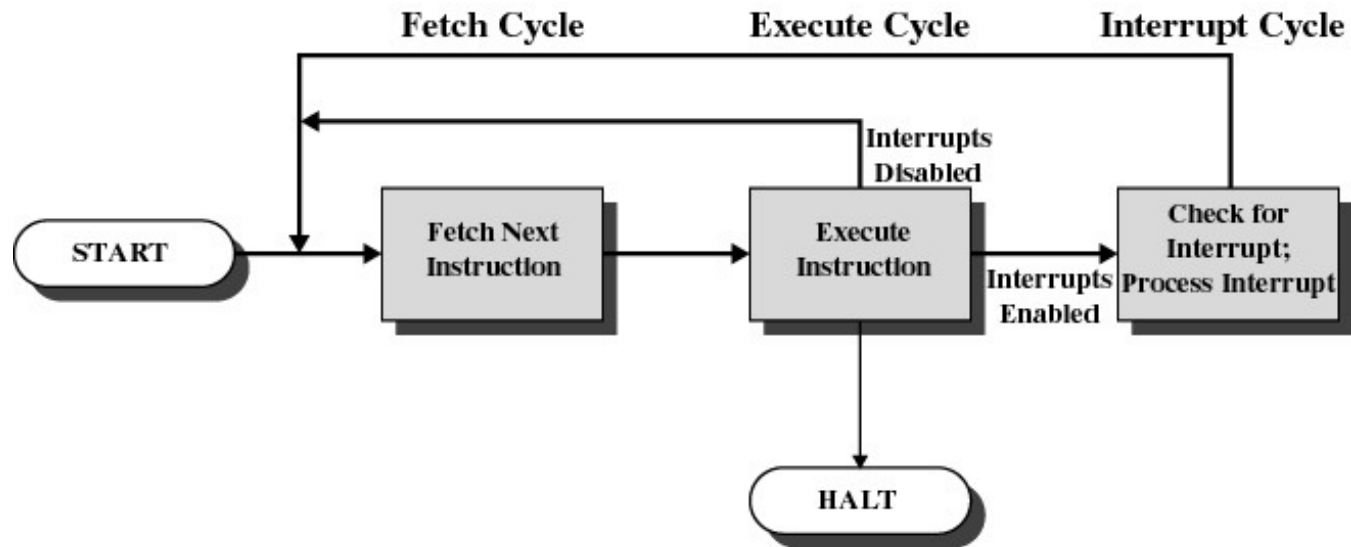 Fetch Cycle
Execute Cycle
Interrupt Cycle
Interrupts
Disabled
START
Fetch Next
Instruction
Execute
Instruction
Interrupts
Enabled
Check for
Interrupt;
Process Interrupt
HALT